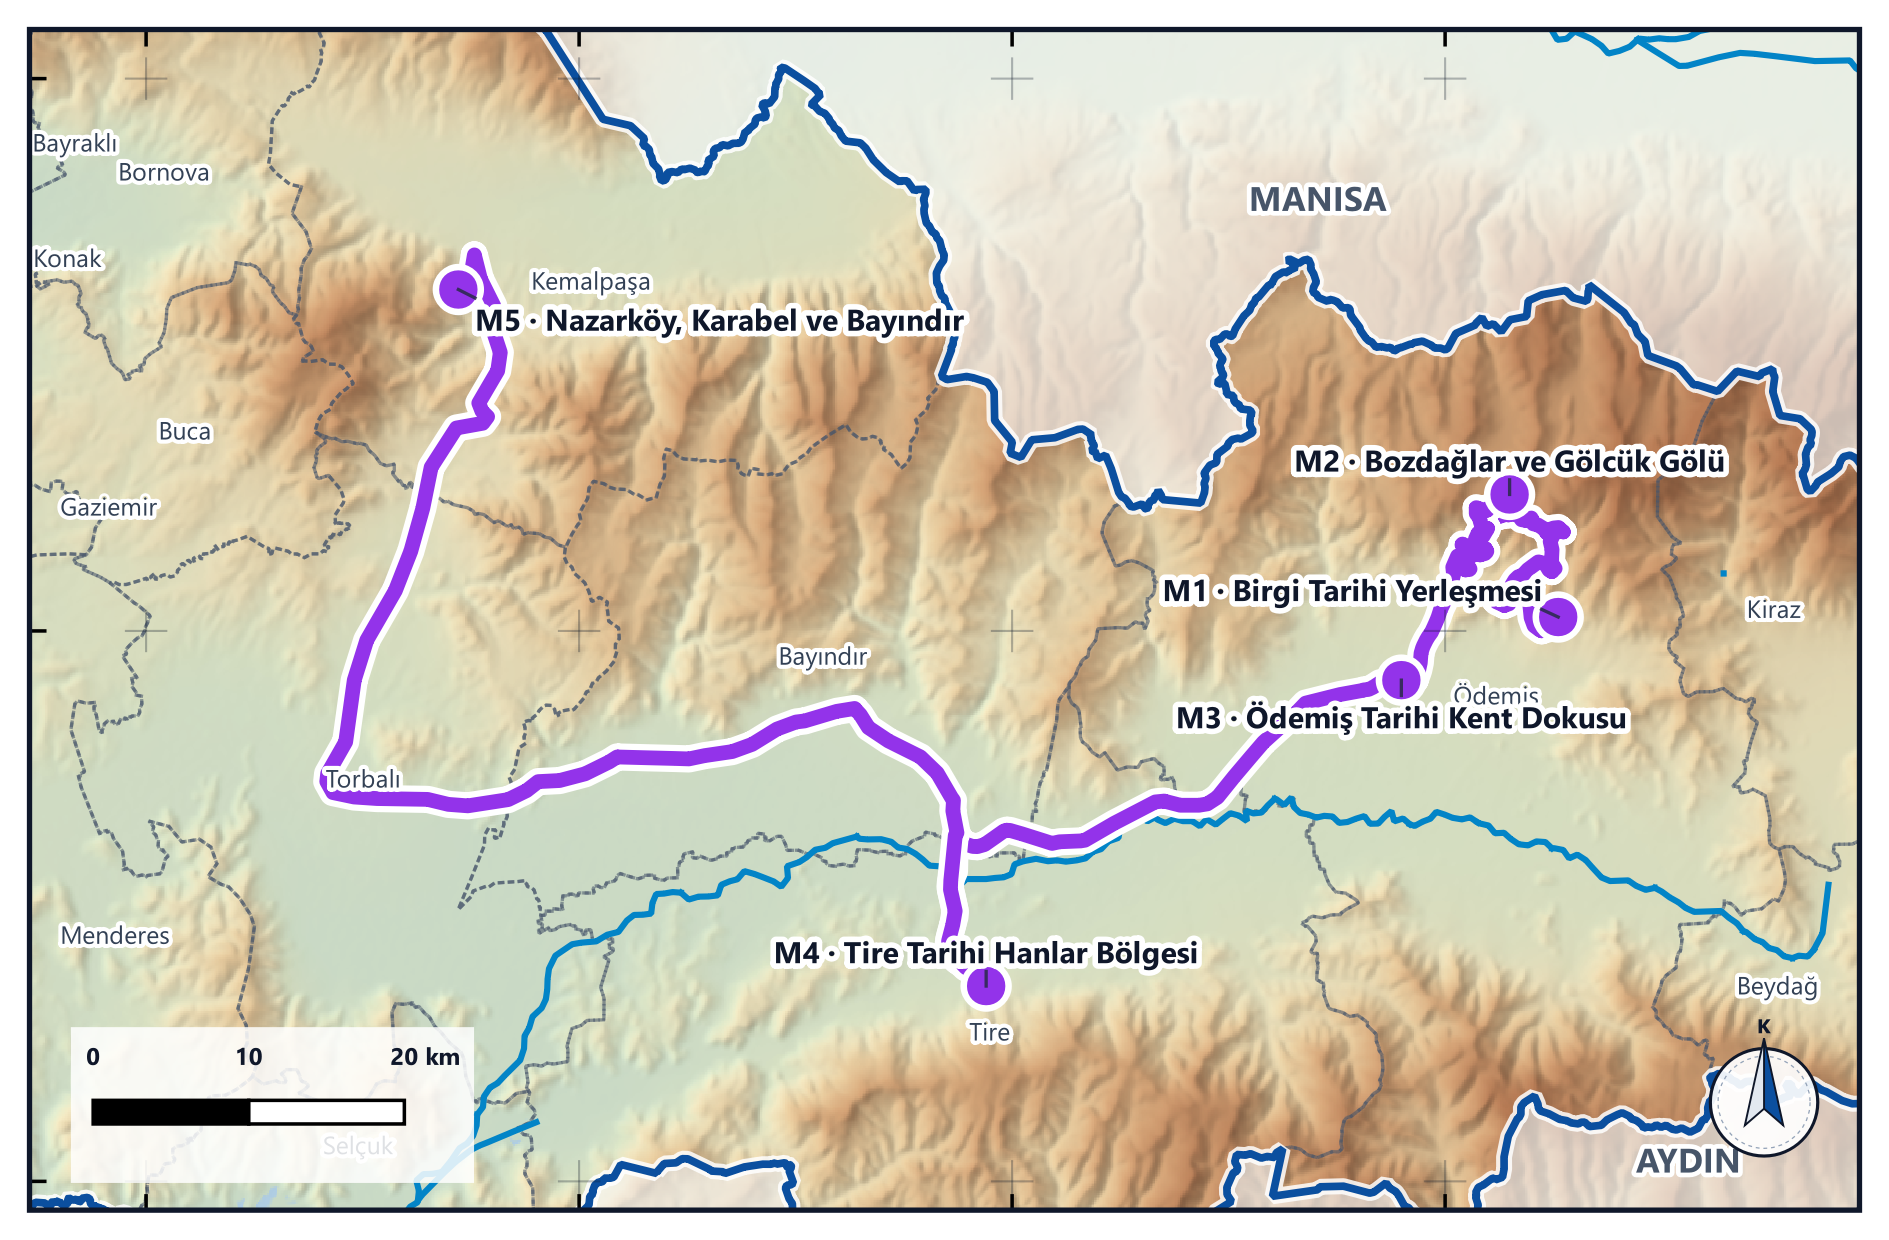 Bayraklı
Bornova
MANISA
Konak
Kemalpaşa
M5 · Nazarköy, Karabel ve Bayındır
Buca
M2 · Bozdağlar ve Gölcük Gölü
Gaziemir
M1 · Birgi Tarihi Yerleşmesi
Kiraz
Bayındır
Ödemiş
M3 · Ödemiş Tarihi Kent Dokusu
Torbalı
Menderes
M4 · Tire Tarihi Hanlar Bölgesi
Beydağ
Tire
K
0 10 20 km
Selçuk
AYDIN